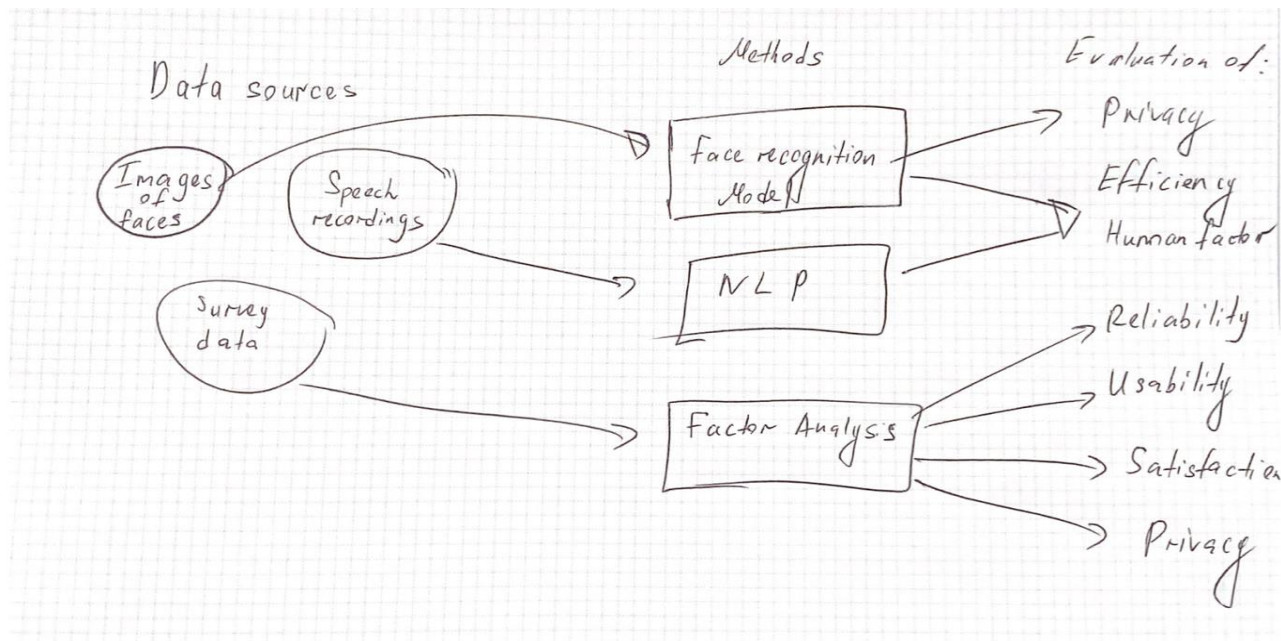 Data sources
Images
of
faces
Speech
recordings
Survey
data
Methods
Face recognition
Model
NLP
Factor Analysis
Evaluation of:
Privacy
Efficiency
Human factor
Reliability
Usability
Satisfaction
Privacy